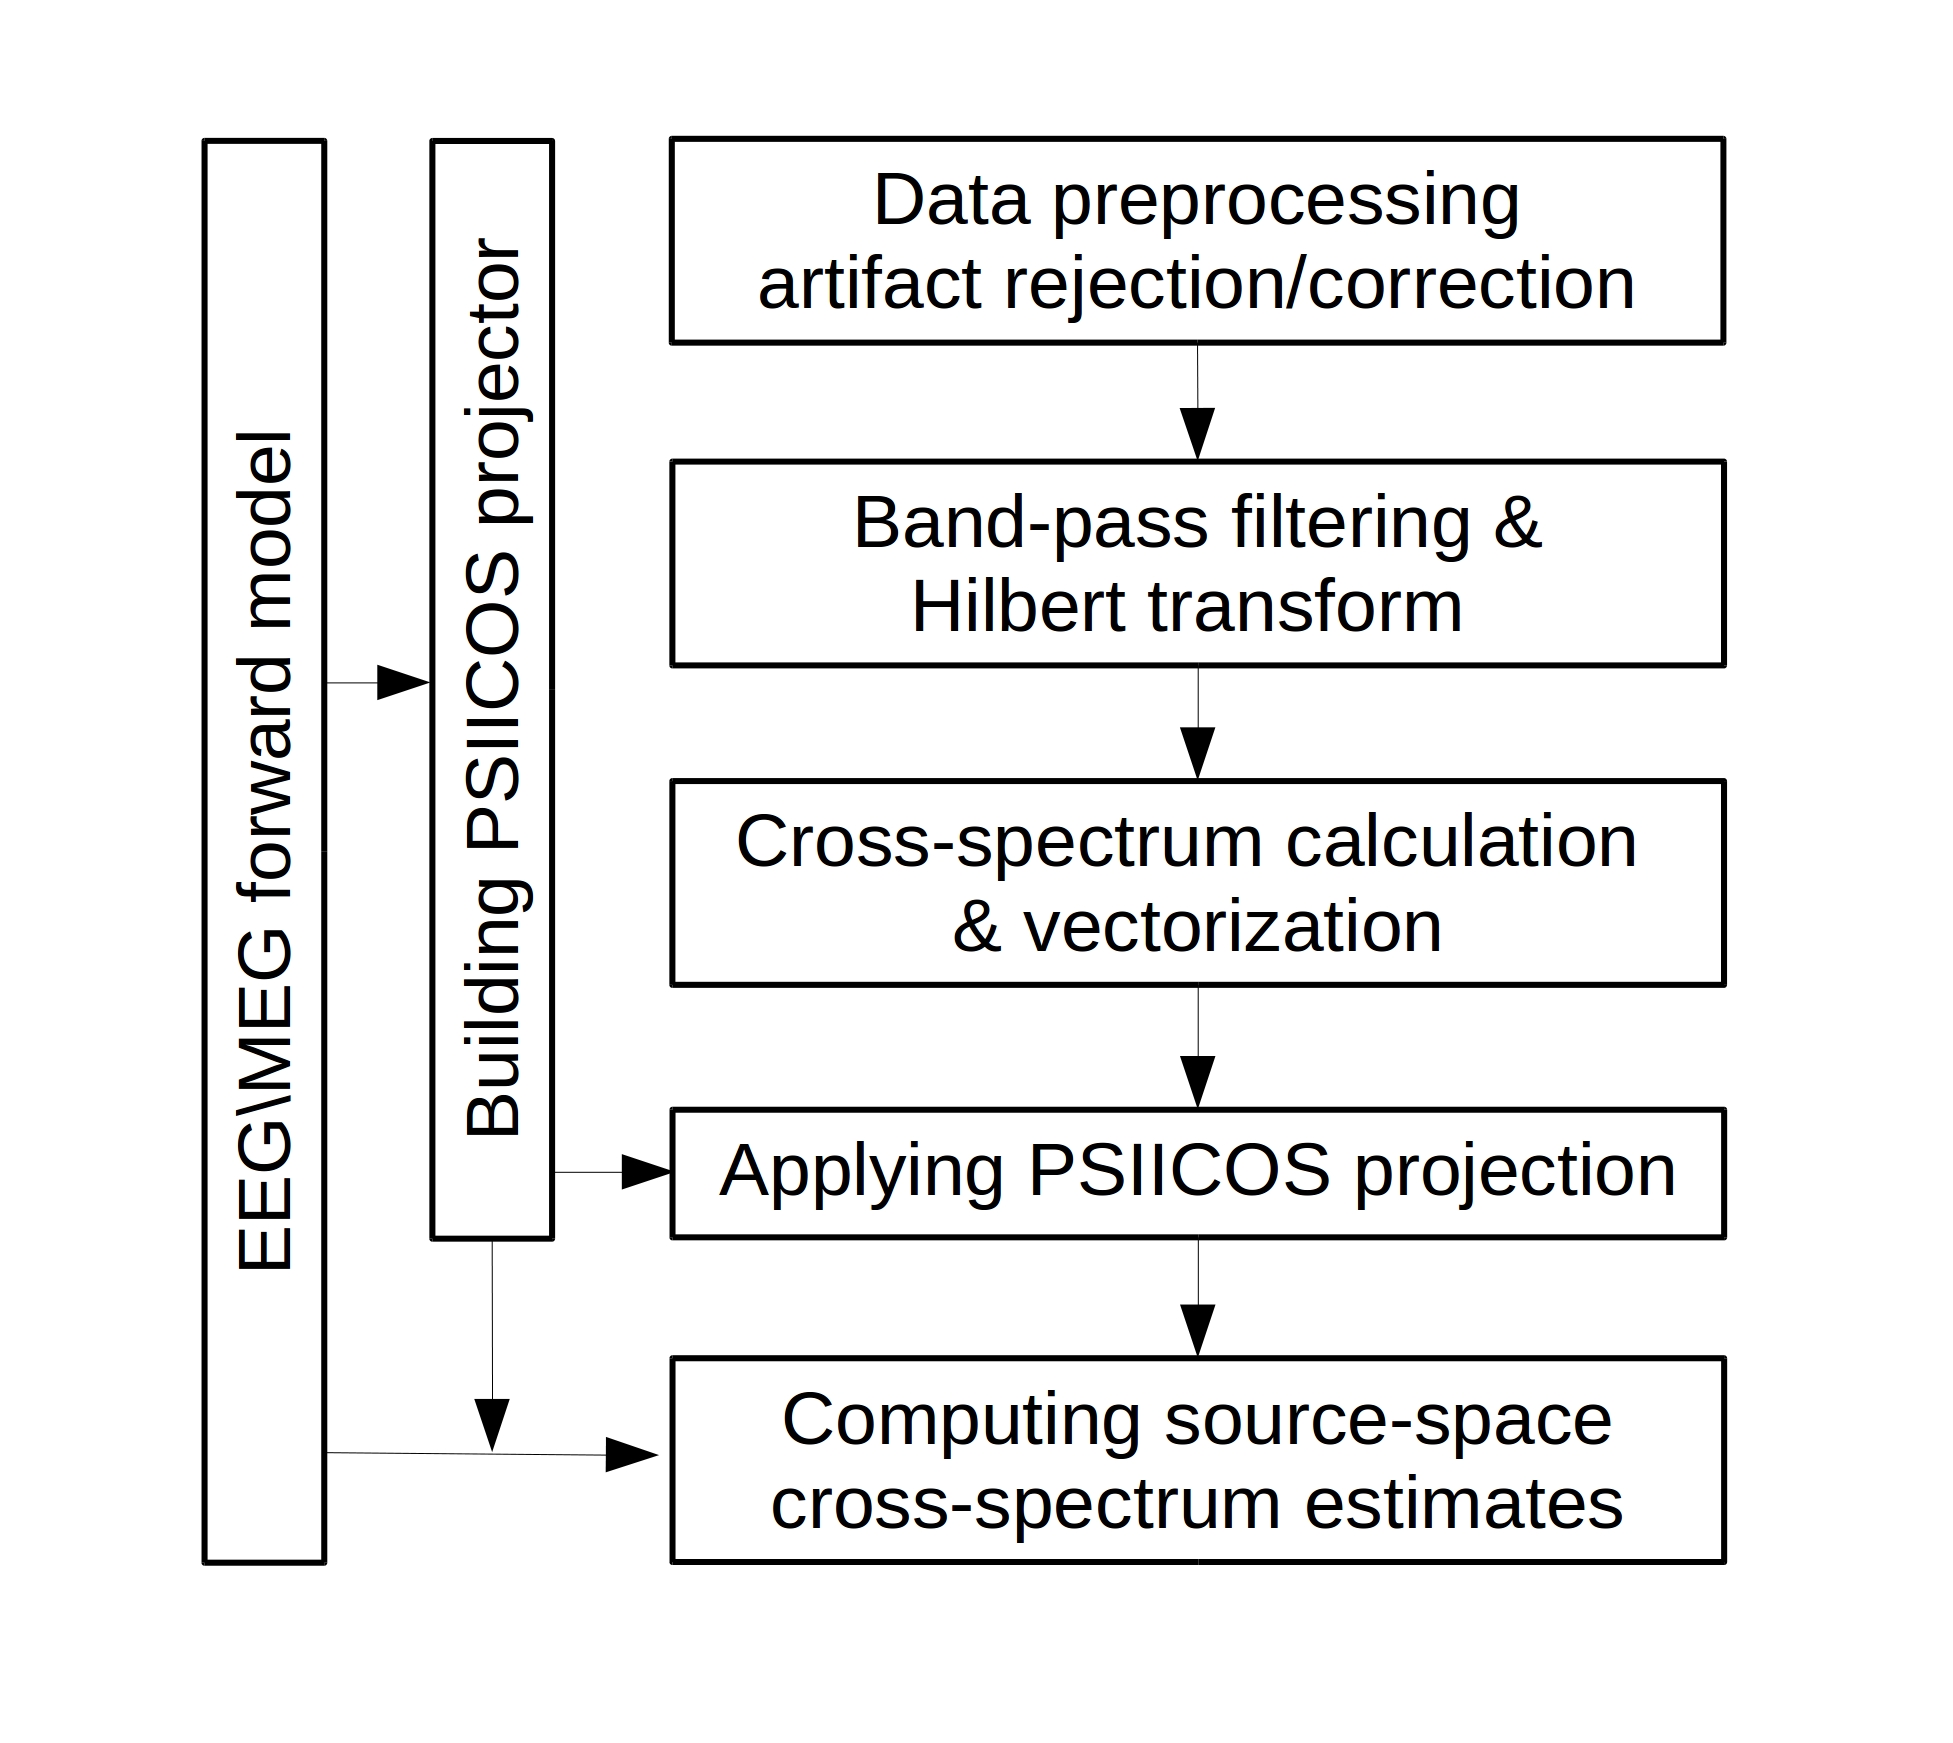 EEG\MEG forward model
Building PSIICOS projector
Data preprocessing
artifact rejection/correction
Band-pass filtering &
Hilbert transform
Cross-spectrum calculation
& vectorization
Applying PSIICOS projection
Computing source-space
cross-spectrum estimates